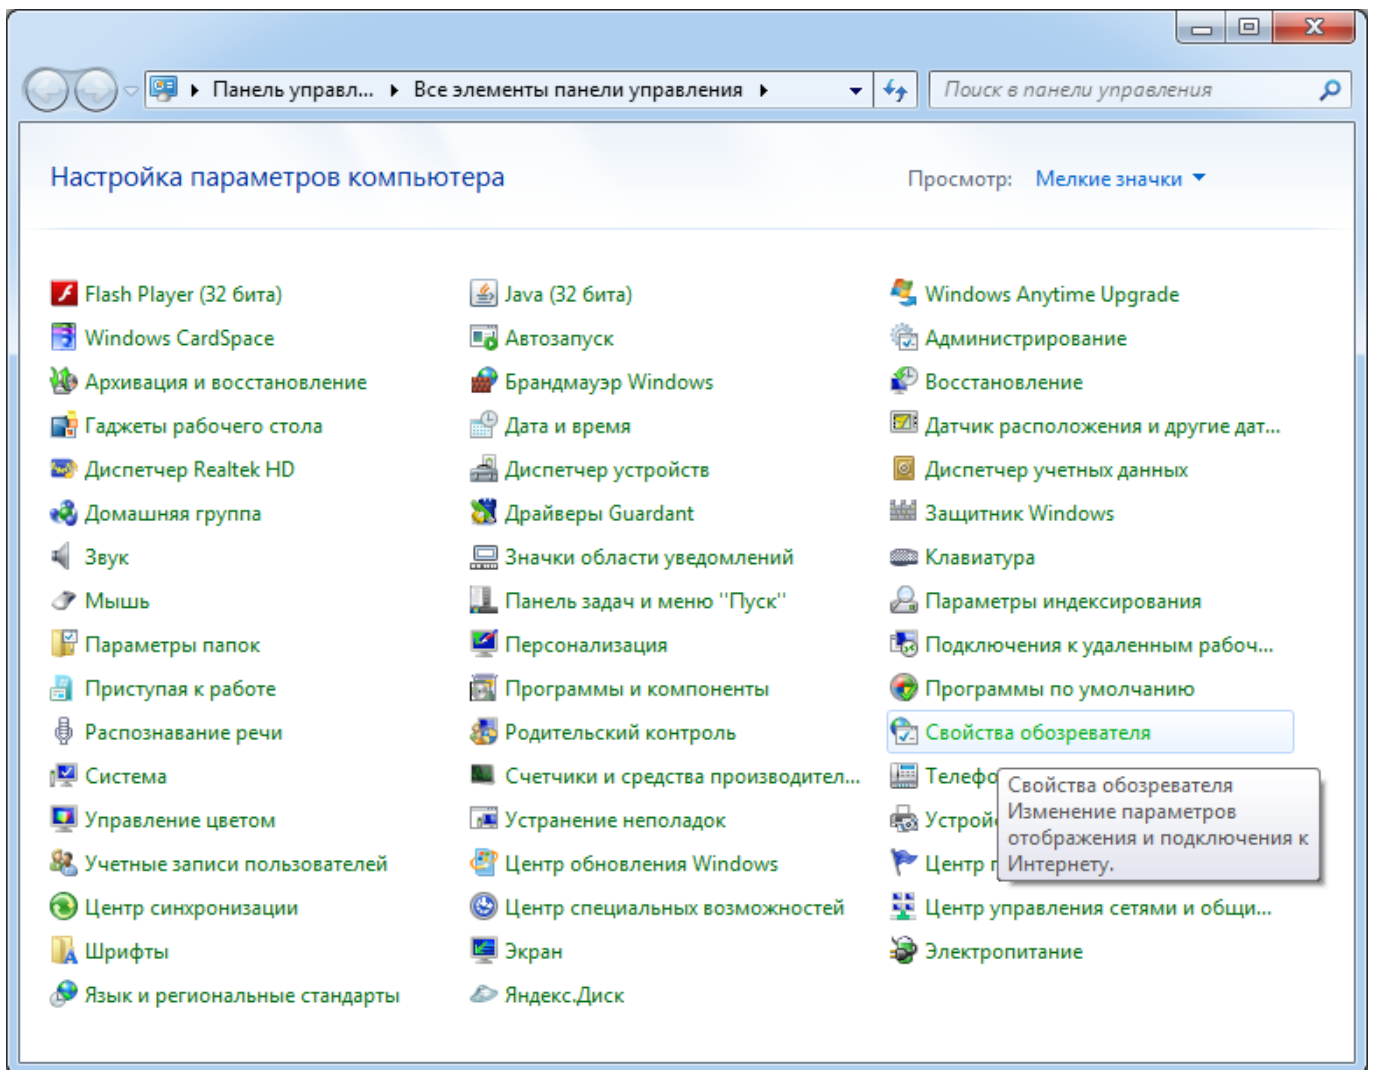 Панель управл... Все элементы панели управления Поиск в панели управления
Настройка параметров компьютера Просмотр: Мелкие значки
Flash Player (32 бита) Java (32 бита) Windows Anytime Upgrade
Windows CardSpace Автозапуск Администрирование
Архивация и восстановление Брандмауэр Windows Восстановление
Гаджеты рабочего стола Дата и время Датчик расположения и другие дат...
Диспетчер Realtek HD Диспетчер устройств Диспетчер учетных данных
Домашняя группа Драйверы Guardant Защитник Windows
Звук Значки области уведомлений Клавиатура
Мышь Панель задач и меню ''Пуск'' Параметры индексирования
Параметры папок Персонализация Подключения к удаленным рабоч...
Приступая к работе Программы и компоненты Программы по умолчанию
Распознавание речи Родительский контроль Свойства обозревателя
Система Счетчики и средства производител... Телефо
Свойства обозревателя
Изменение параметров
отображения и подключения к
Интернету.
Управление цветом Устранение неполадок Устрой
Учетные записи пользователей Центр обновления Windows Центр
Центр синхронизации Центр специальных возможностей Центр управления сетями и общи...
Шрифты Экран Электропитание
Язык и региональные стандарты Яндекс.Диск